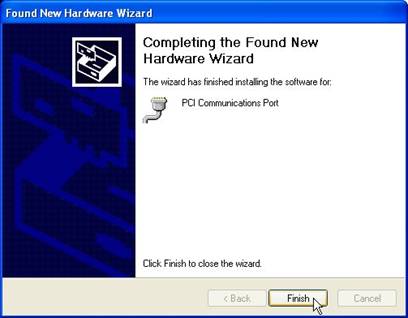 Found New Hardware Wizard
Completing the Found New
Hardware Wizard
The wizard has finished installing the software for:
PCI Communications Port
Click Finish to close the wizard.
< Back Finish Cancel